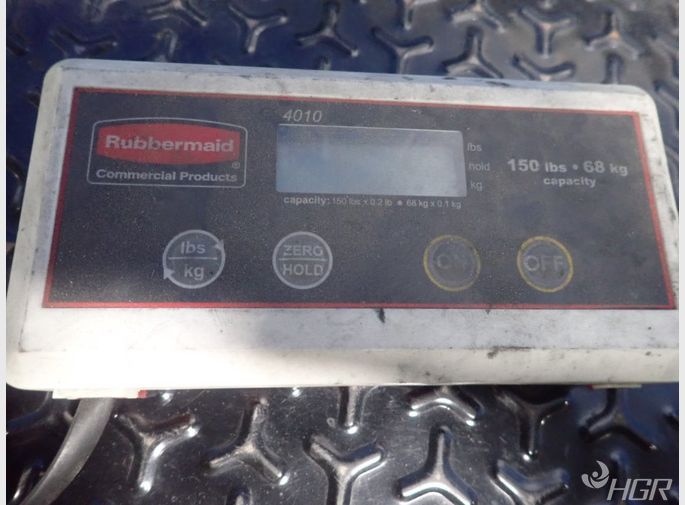 4010
Rubbermaid®
Commercial Products
lbs
hold
kg
150 lbs • 68 kg
capacity
capacity: 150 lbs x 0.2 lb • 68 kg x 0.1 kg
lbs
kg
ZERO
HOLD
ON
OFF
HGR